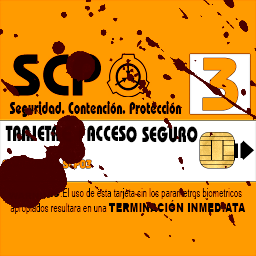 SCP
3
Seguridad. Contención. Protección
TARJETA ACCESO SEGURO
El uso de esta tarjeta sin los parametros biometricos
apropiados resultara en una TERMINACIÓN INMEDIATA